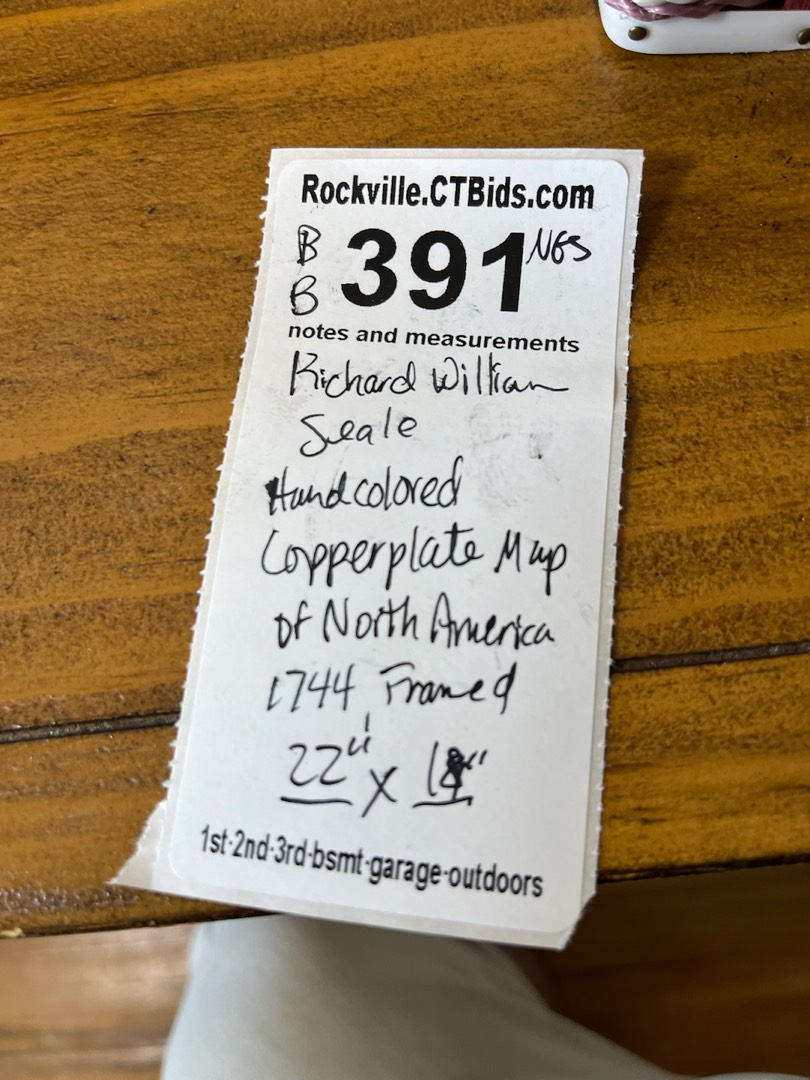 Rockville.CTBids.com
B 391 NGS
B
notes and measurements
Richard William
Seale
Handcolored
Copperplate Map
of North America
1744 Framed
22" x 18"
1st-2nd-3rd-bsmt-garage-outdoors